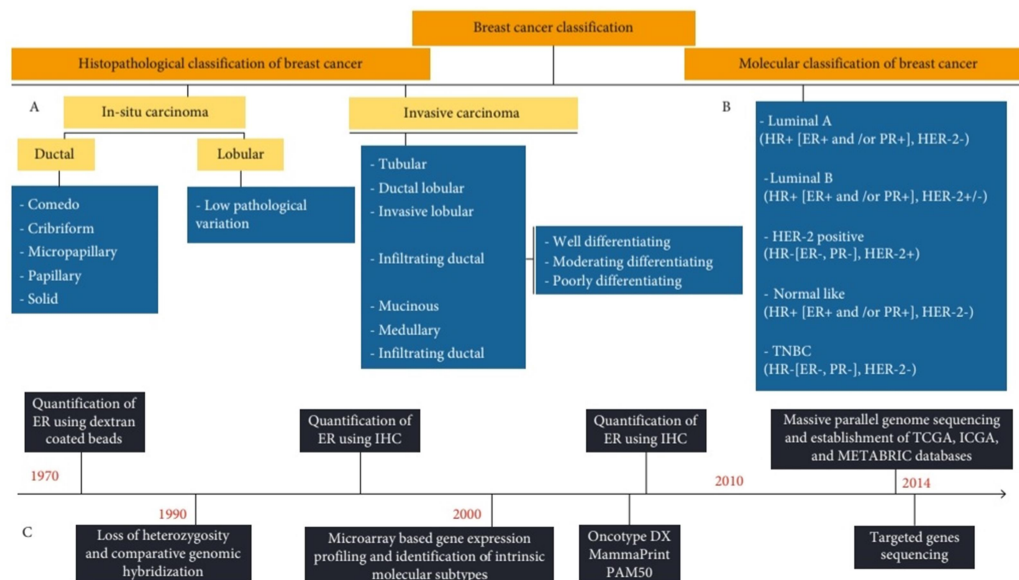 Breast cancer classification
Histopathological classification of breast cancer
Molecular classification of breast cancer
A
In-situ carcinoma
Ductal
Lobular
- Comedo
- Cribriform
- Micropapillary
- Papillary
- Solid
- Low pathological
variation
Invasive carcinoma
- Tubular
- Ductal lobular
- Invasive lobular
- Infiltrating ductal
- Mucinous
- Medullary
- Infiltrating ductal
- Well differentiating
- Moderating differentiating
- Poorly differentiating
B
- Luminal A
(HR+ [ER+ and /or PR+], HER-2-)
-Luminal B
(HR+ [ER+ and /or PR+], HER-2+/-)
- HER-2 positive
(HR-[ER-, PR-], HER-2+)
- Normal like
(HR+ [ER+ and /or PR+], HER-2-)
- TNBC
(HR-[ER-, PR-], HER-2-)
Quantification of
ER using dextran
coated beads
Quantification of
ER using IHC
Quantification of
ER using IHC
Massive parallel genome sequencing
and establishment of TCGA, ICGA,
and METABRIC databases
1970
1990
2000
2010
2014
C
Loss of heterozygosity
and comparative genomic
hybridization
Microarray based gene expression
profiling and identification of intrinsic
molecular subtypes
Oncotype DX
MammaPrint
PAM50
Targeted genes
sequencing